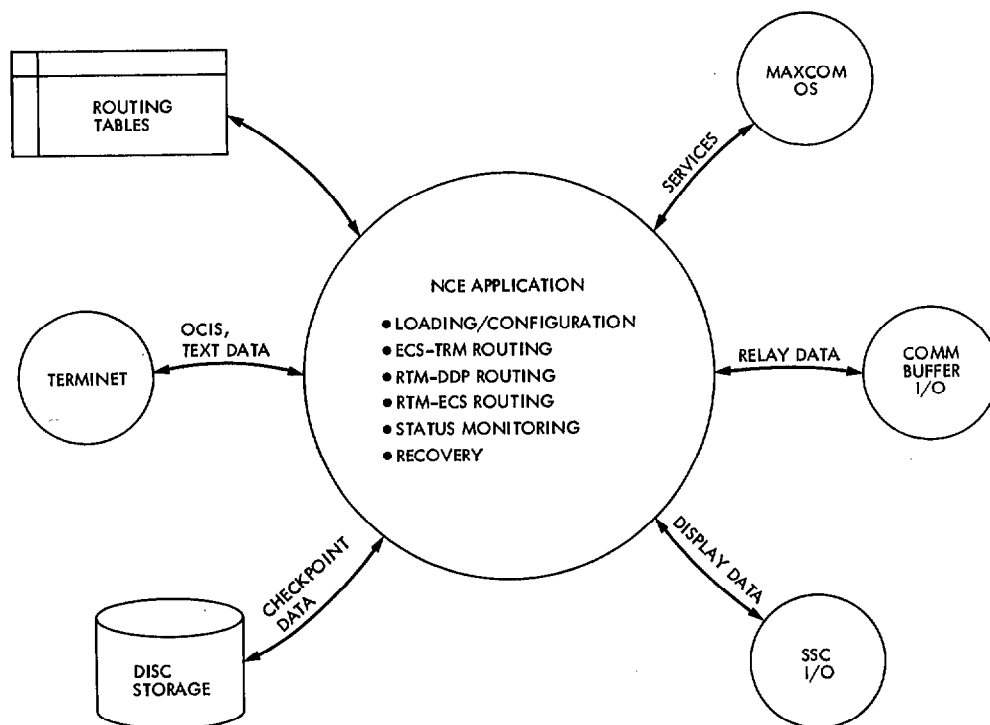 ROUTING
TABLES
MAXCOM
OS
SERVICES
NCE APPLICATION
● LOADING/CONFIGURATION
● ECS-TRM ROUTING
● RTM-DDP ROUTING
● RTM-ECS ROUTING
● STATUS MONITORING
● RECOVERY
OCIS,
TEXT DATA
TERMINET
RELAY DATA
COMM
BUFFER
I/O
CHECKPOINT
DATA
DISC
STORAGE
DISPLAY DATA
SSC
I/O